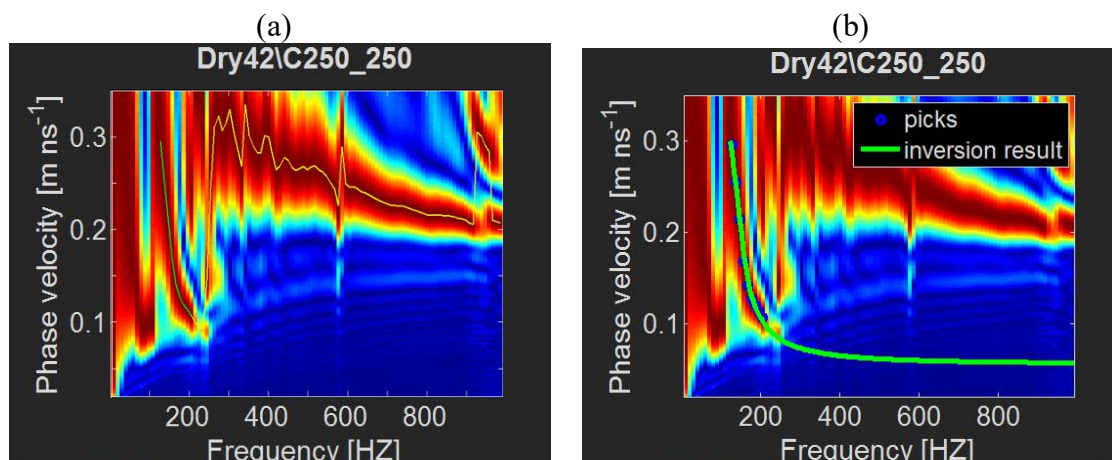 (a)
Dry42\C250_250
Phase velocity [m ns⁻¹]
0.3
0.2
0.1
200 400 600 800
Frequency [HZ]
(b)
Dry42\C250_250
Phase velocity [m ns⁻¹]
0.3
0.2
0.1
picks
inversion result
200 400 600 800
Frequency [HZ]